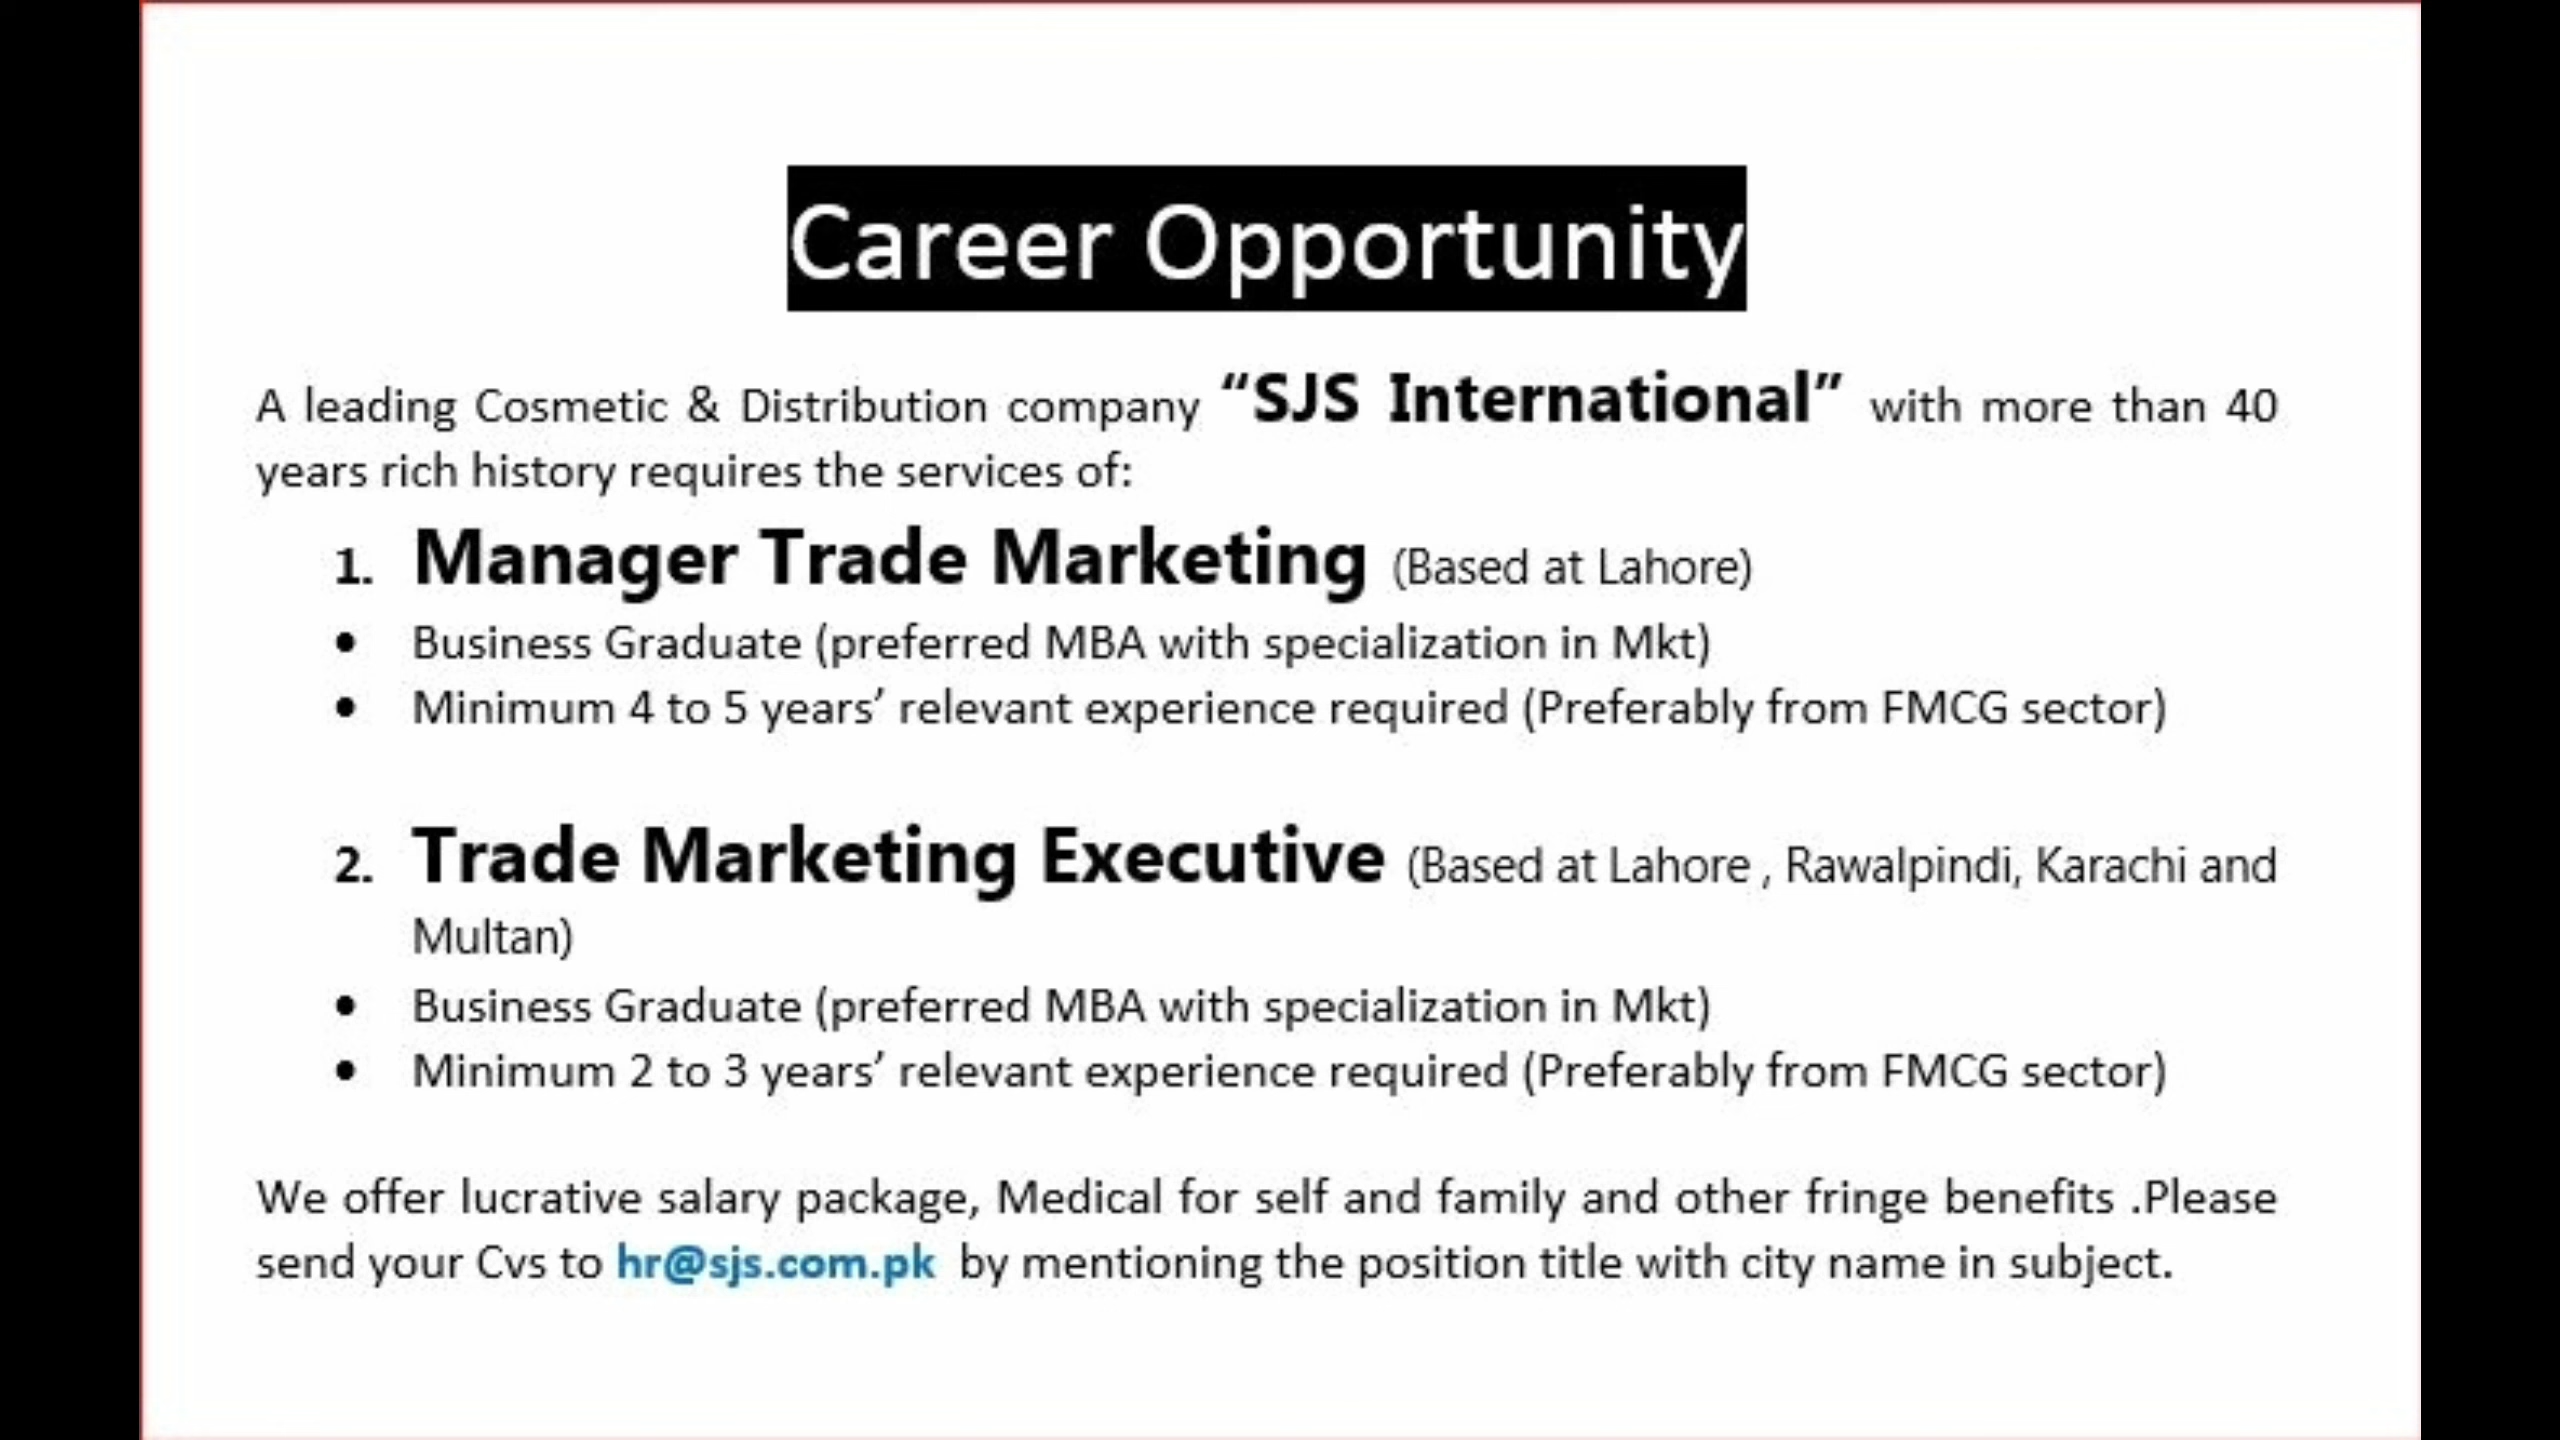 Career Opportunity
A leading Cosmetic & Distribution company “SJS International” with more than 40
years rich history requires the services of:
1. Manager Trade Marketing (Based at Lahore)
• Business Graduate (preferred MBA with specialization in Mkt)
• Minimum 4 to 5 years’ relevant experience required (Preferably from FMCG sector)
2. Trade Marketing Executive (Based at Lahore , Rawalpindi, Karachi and
Multan)
• Business Graduate (preferred MBA with specialization in Mkt)
• Minimum 2 to 3 years’ relevant experience required (Preferably from FMCG sector)
We offer lucrative salary package, Medical for self and family and other fringe benefits .Please
send your Cvs to hr@sjs.com.pk by mentioning the position title with city name in subject.